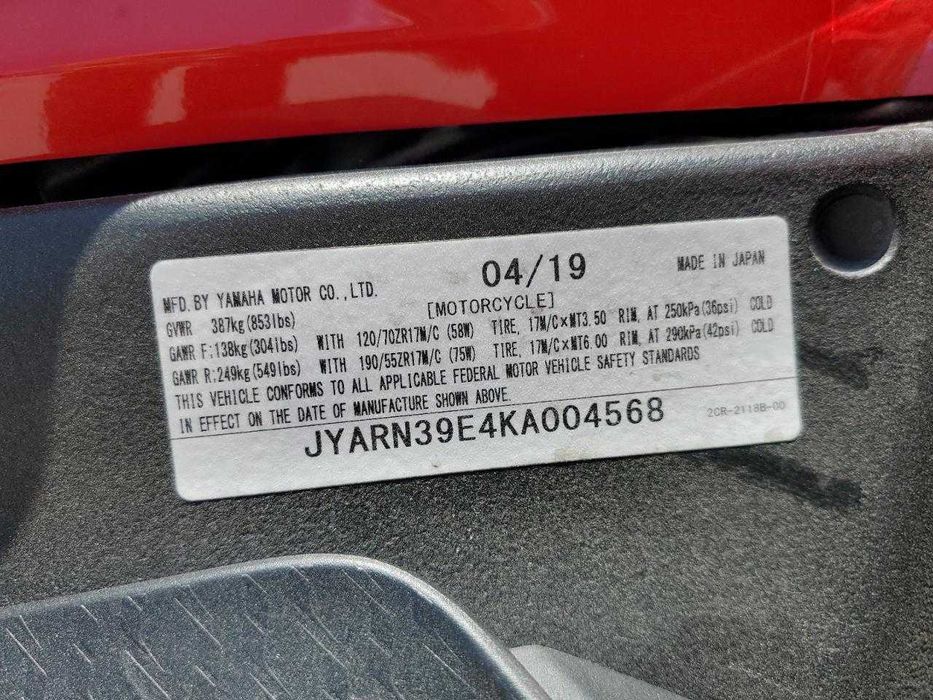 MFD. BY YAMAHA MOTOR CO.,LTD. 04/19 MADE IN JAPAN
GVWR 387kg(853lbs) [MOTORCYCLE]
GAWR F:138kg(304lbs) WITH 120/70ZR17M/C (58W) TIRE, 17M/C×MT3.50 RIM, AT 250kPa(36psi) COLD
GAWR R:249kg(549lbs) WITH 190/55ZR17M/C (75W) TIRE, 17M/C×MT6.00 RIM, AT 290kPa(42psi) COLD
THIS VEHICLE CONFORMS TO ALL APPLICABLE FEDERAL MOTOR VEHICLE SAFETY STANDARDS
IN EFFECT ON THE DATE OF MANUFACTURE SHOWN ABOVE.
JYARN39E4KA004568 2CR-2118B-00